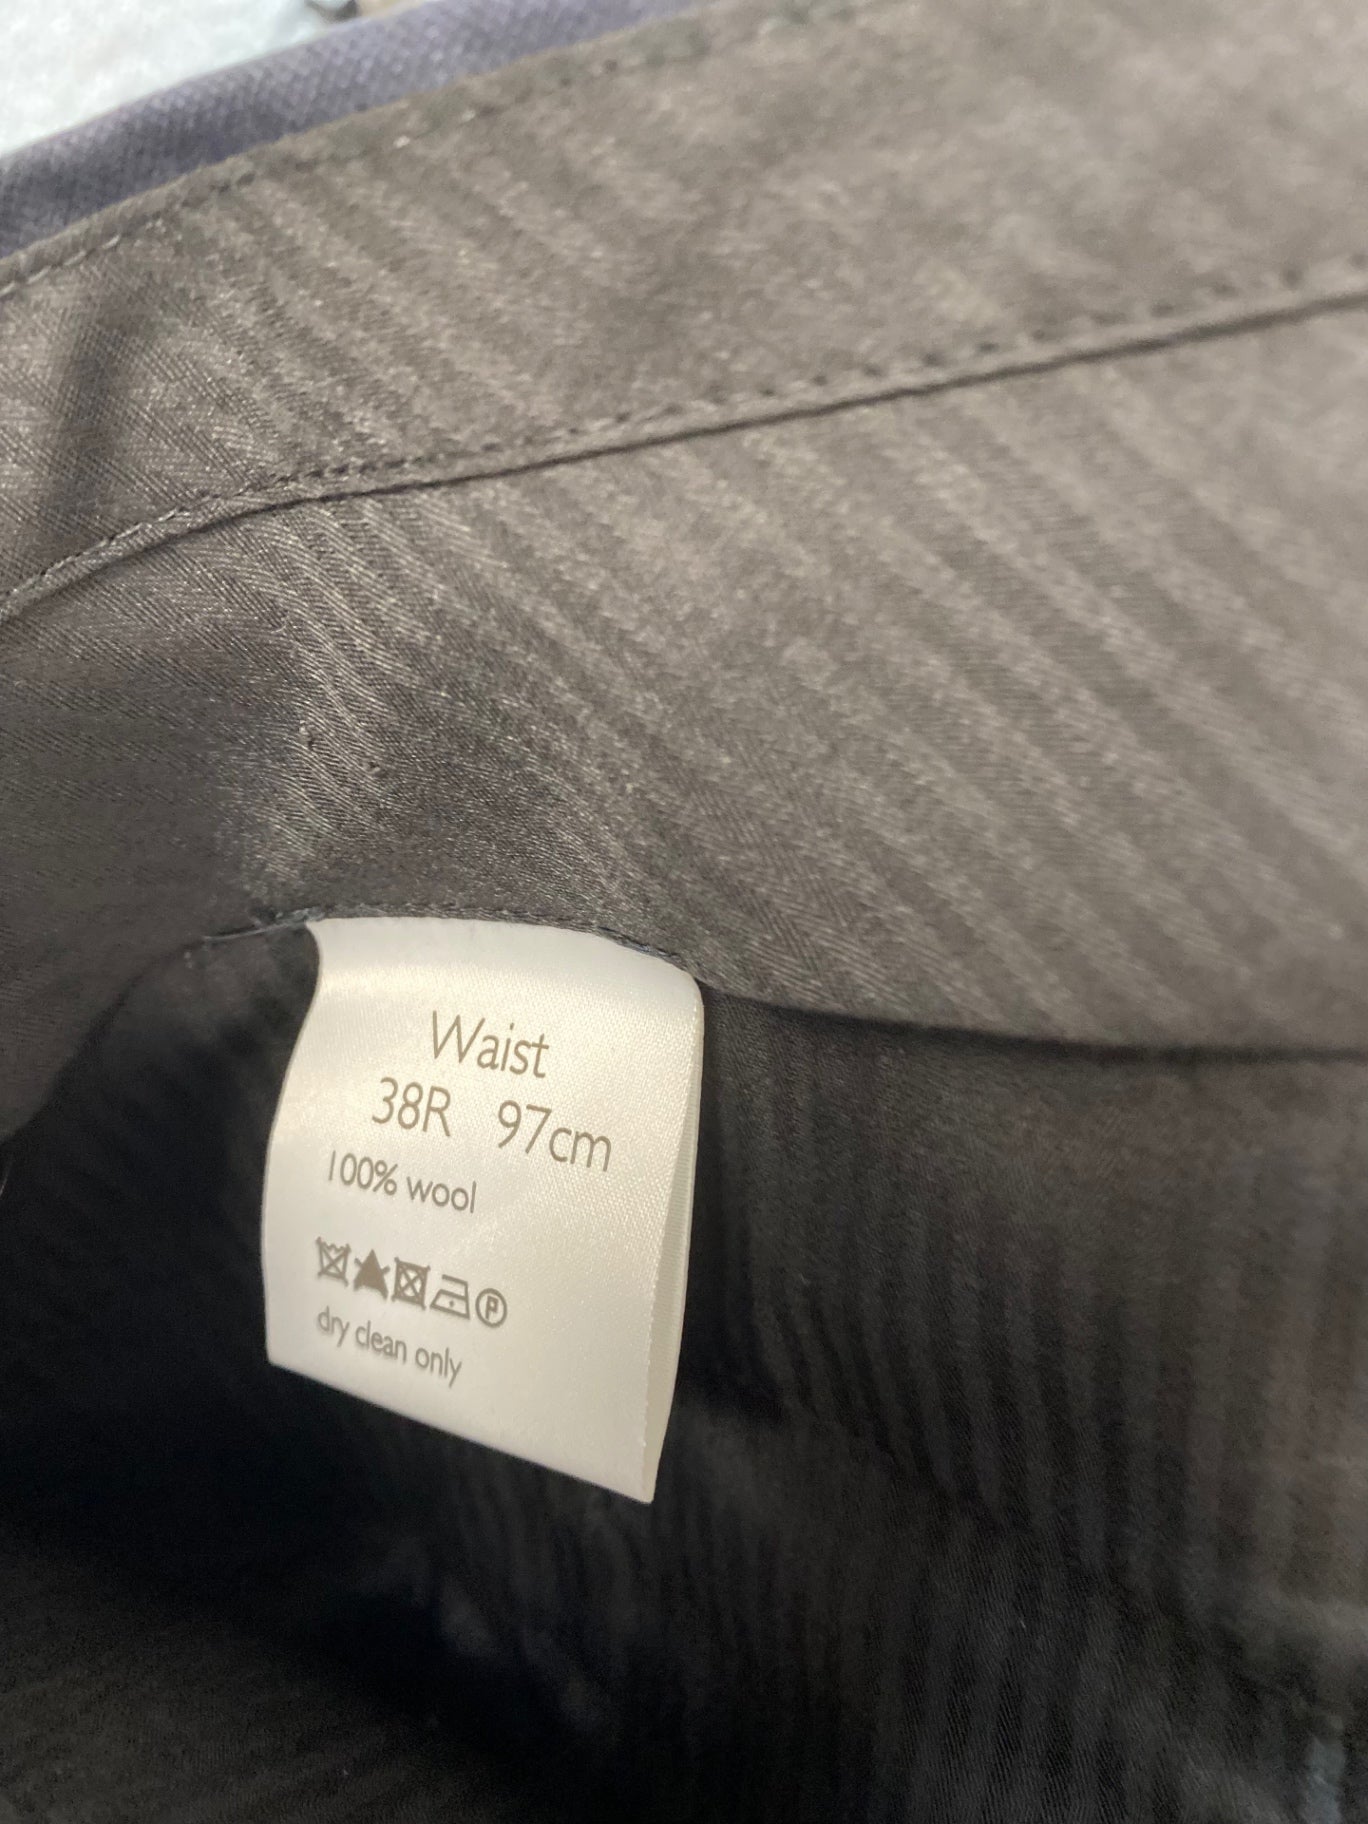 Waist
38R 97cm
100% wool
P
dry clean only